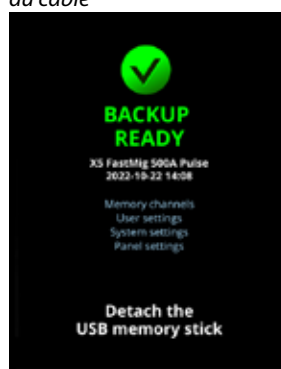 du câble
BACKUP
READY
X5 FastMig 500A Pulse
2022-10-22 14:08
Memory channels
User settings
System settings
Panel settings
Detach the
USB memory stick